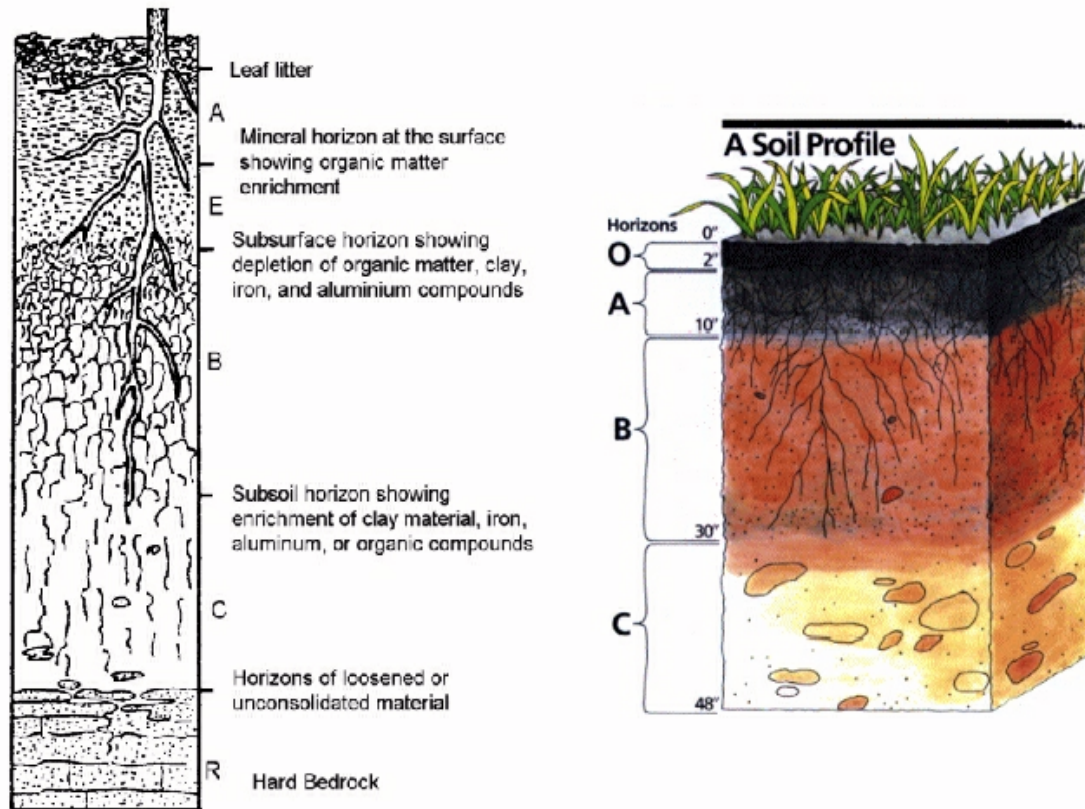 Leaf litter
A
Mineral horizon at the surface
showing organic matter
enrichment
E
Subsurface horizon showing
depletion of organic matter, clay,
iron, and aluminium compounds
B
Subsoil horizon showing
enrichment of clay material, iron,
aluminum, or organic compounds
C
Horizons of loosened or
unconsolidated material
R
Hard Bedrock
A Soil Profile
Horizons
0"
O
2"
A
10"
B
30"
C
48"